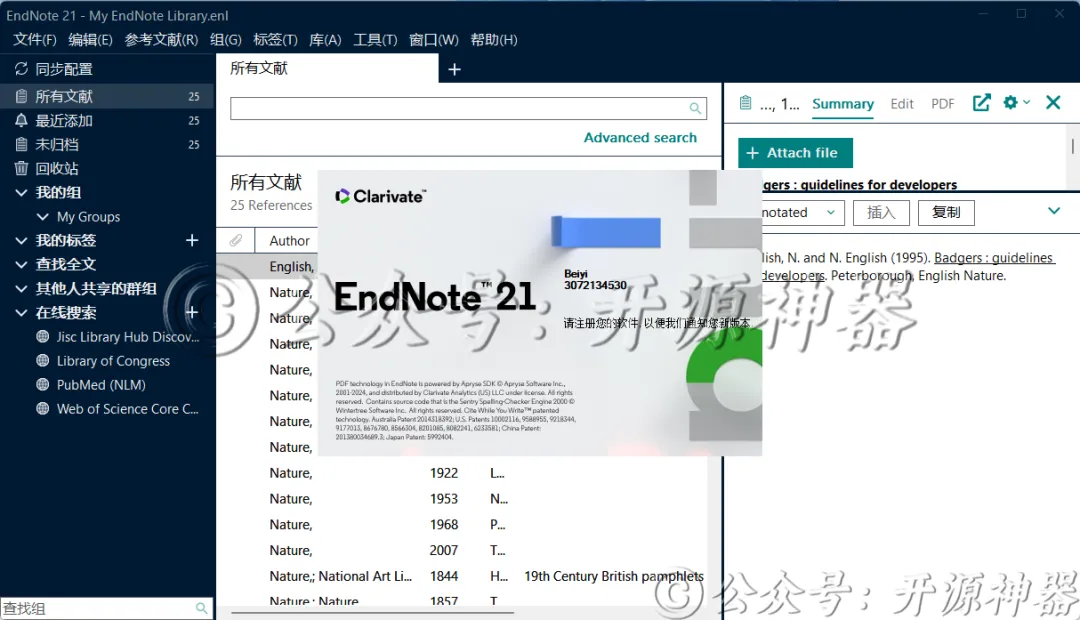 EndNote 21 - My EndNote Library.enl
文件(F) 编辑(E) 参考文献(R) 组(G) 标签(T) 库(A) 工具(T) 窗口(W) 帮助(H)
同步配置
所有文献 25
最近添加 25
未归档 25
回收站
我的组
My Groups
我的标签
查找全文
其他人共享的群组
在线搜索
Jisc Library Hub Discov...
Library of Congress
PubMed (NLM)
Web of Science Core C...
查找组
所有文献
Advanced search
所有文献
25 References
Author
English,
Nature,
Nature,
Nature,
Nature,
Nature,
Nature,
Nature,
Nature, 1922 L...
Nature, 1953 N...
Nature, 1968 P...
Nature, 2007 T...
Nature,; National Art Li... 1844 H... 19th Century British pamphlets
Nature,; Nature 1857 T
Clarivate™
EndNote™ 21
Beiyi
3072134530
请注册您的软件, 以便我们通知您新版本
PDF technology in EndNote is powered by Apryse SDK © Apryse Software Inc.,
2001-2024, and distributed by Clarivate Analytics (US) LLC under license. All rights
reserved. Contains source code that is the Sentry Spelling-Checker Engine 2000 ©
Wintertree Software Inc. All rights reserved. Cite While You Write™ patented
technology. Australia Patent 2014318392; U.S. Patents 10002116, 9588955, 9218344,
9177013, 8676780, 8566304, 8201085, 8082241, 6233581; China Patent:
201380034689.3; Japan Patent: 5992404.
..., 1... Summary Edit PDF
+ Attach file
gers : guidelines for developers
notated 插入 复制
lish, N. and N. English (1995). Badgers : guidelines
developers. Peterborough, English Nature.
公众号：开源神器
公众号：开源神器